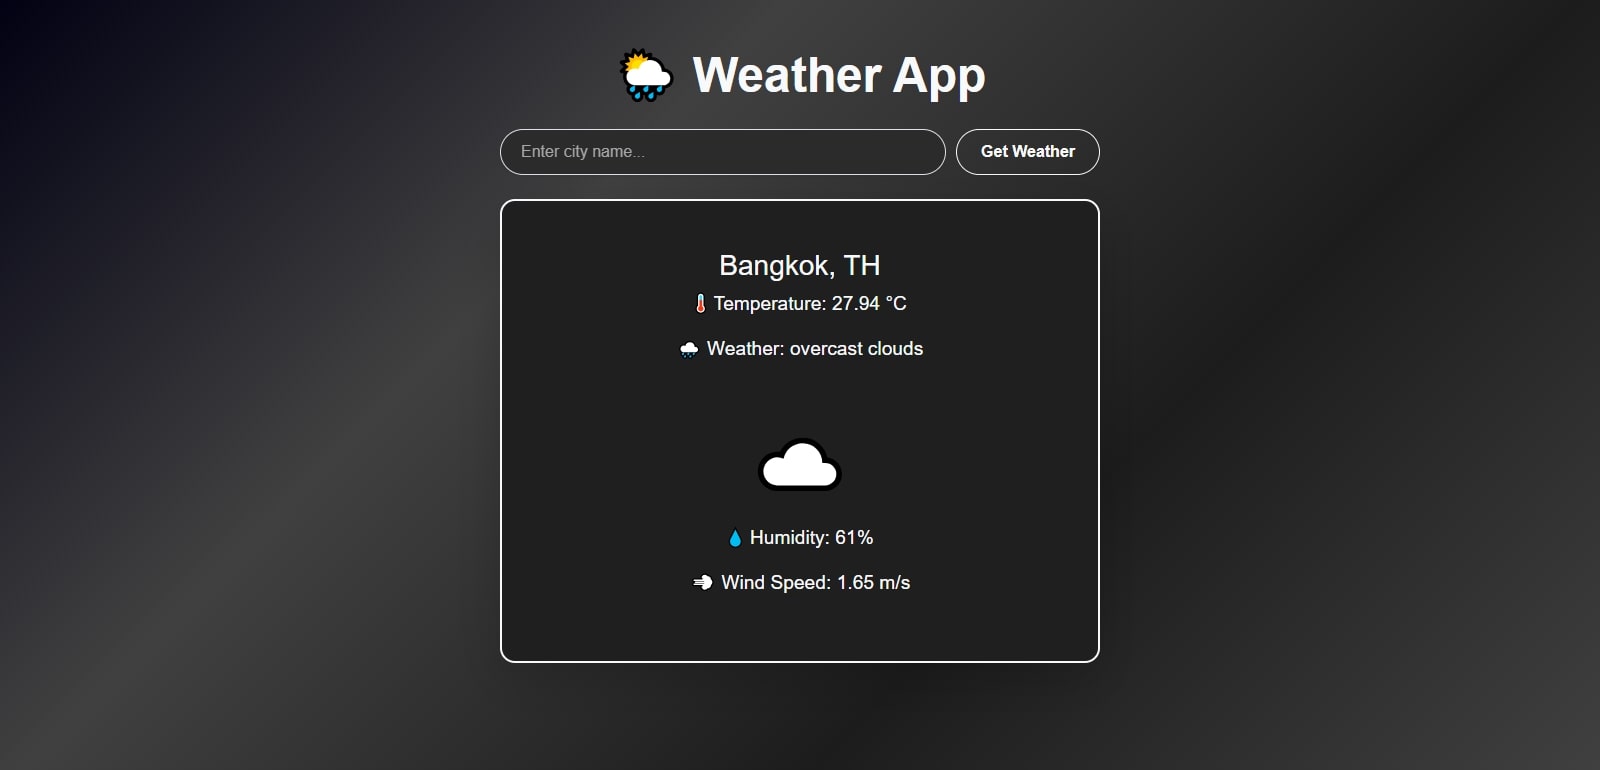 Weather App
Enter city name...
Get Weather
Bangkok, TH
Temperature: 27.94 °C
Weather: overcast clouds
Humidity: 61%
Wind Speed: 1.65 m/s